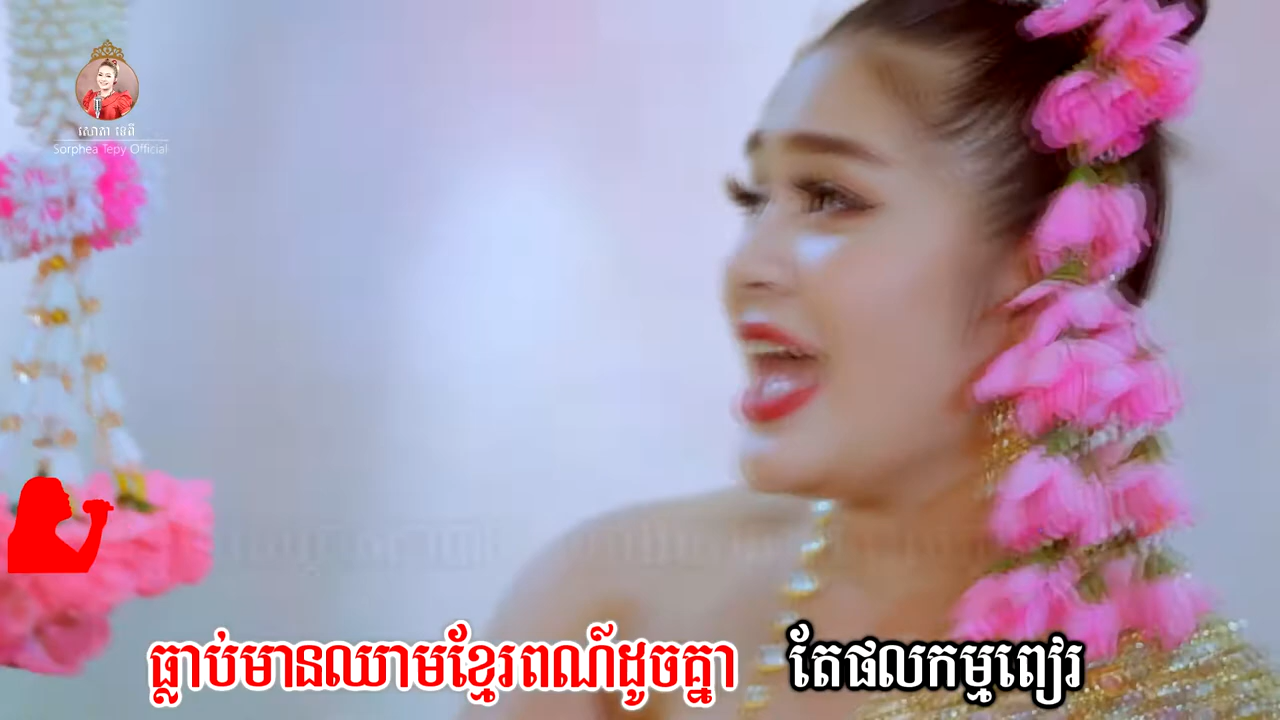 សោភា ទេពី
Sorphea Tepy Official
ធ្លាប់មានឈាមខ្មែរពណ៍ដូចគ្នា តែផលកម្មពៀរ